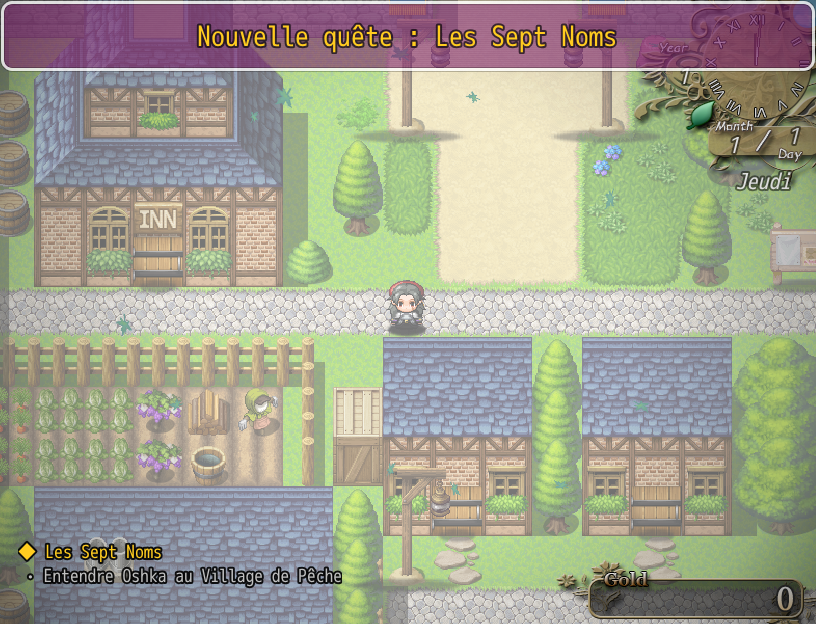 Nouvelle quête : Les Sept Noms
Year
1
Month
1 / 1
Day
Jeudi
INN
Les Sept Noms
· Entendre Oshka au Village de Pêche
Gold
0